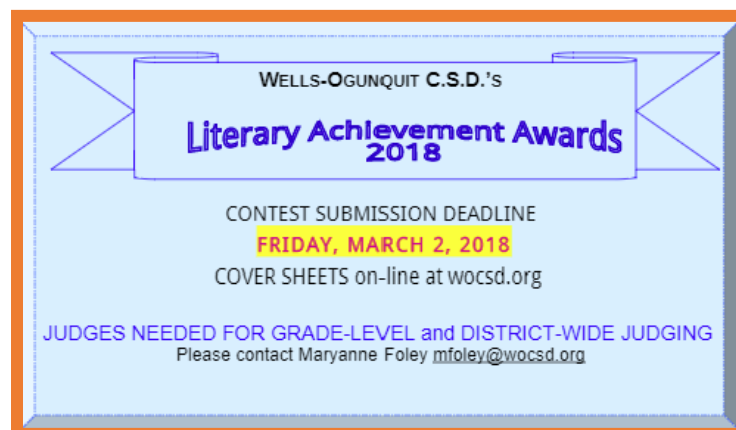 WELLS-OGUNQUIT C.S.D.'S
Literary Achievement Awards
2018
CONTEST SUBMISSION DEADLINE
FRIDAY, MARCH 2, 2018
COVER SHEETS on-line at wocsd.org
JUDGES NEEDED FOR GRADE-LEVEL and DISTRICT-WIDE JUDGING
Please contact Maryanne Foley mfoley@wocsd.org